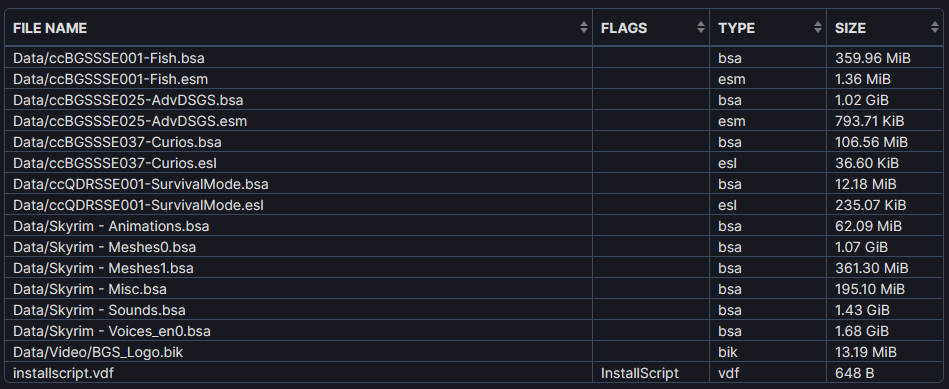 FILE NAME FLAGS TYPE SIZE
Data/ccBGSSSE001-Fish.bsa bsa 359.96 MiB
Data/ccBGSSSE001-Fish.esm esm 1.36 MiB
Data/ccBGSSSE025-AdvDSGS.bsa bsa 1.02 GiB
Data/ccBGSSSE025-AdvDSGS.esm esm 793.71 KiB
Data/ccBGSSSE037-Curios.bsa bsa 106.56 MiB
Data/ccBGSSSE037-Curios.esl esl 36.60 KiB
Data/ccQDRSSE001-SurvivalMode.bsa bsa 12.18 MiB
Data/ccQDRSSE001-SurvivalMode.esl esl 235.07 KiB
Data/Skyrim - Animations.bsa bsa 62.09 MiB
Data/Skyrim - Meshes0.bsa bsa 1.07 GiB
Data/Skyrim - Meshes1.bsa bsa 361.30 MiB
Data/Skyrim - Misc.bsa bsa 195.10 MiB
Data/Skyrim - Sounds.bsa bsa 1.43 GiB
Data/Skyrim - Voices_en0.bsa bsa 1.68 GiB
Data/Video/BGS_Logo.bik bik 13.19 MiB
installscript.vdf InstallScript vdf 648 B